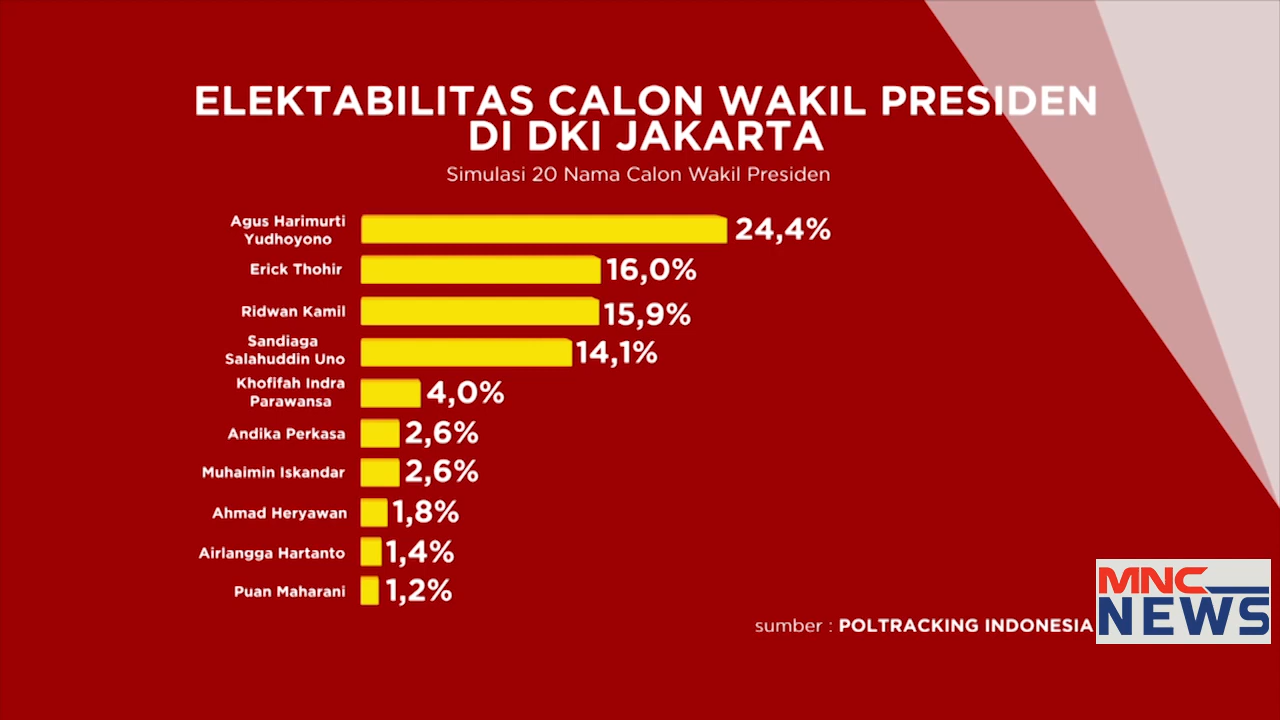 ELEKTABILITAS CALON WAKIL PRESIDEN
DI DKI JAKARTA
Simulasi 20 Nama Calon Wakil Presiden
Agus Harimurti
Yudhoyono
24,4%
Erick Thohir
16,0%
Ridwan Kamil
15,9%
Sandiaga
Salahuddin Uno
14,1%
Khofifah Indra
Parawansa
4,0%
Andika Perkasa
2,6%
Muhaimin Iskandar
2,6%
Ahmad Heryawan
1,8%
Airlangga Hartanto
1,4%
Puan Maharani
1,2%
sumber : POLTRACKING INDONESIA
MNC
NEWS